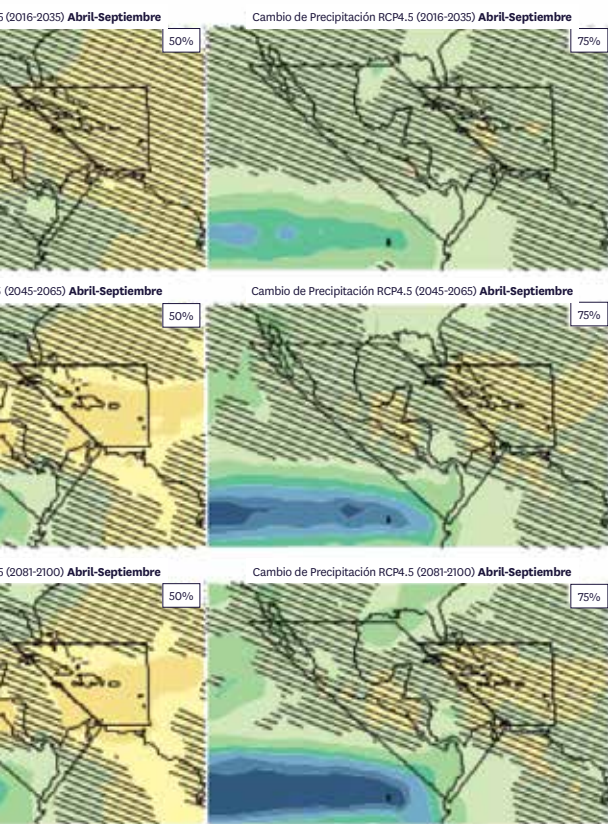 5 (2016-2035) Abril-Septiembre
50%
Cambio de Precipitación RCP4.5 (2016-2035) Abril-Septiembre
75%
(2045-2065) Abril-Septiembre
50%
Cambio de Precipitación RCP4.5 (2045-2065) Abril-Septiembre
75%
5 (2081-2100) Abril-Septiembre
50%
Cambio de Precipitación RCP4.5 (2081-2100) Abril-Septiembre
75%